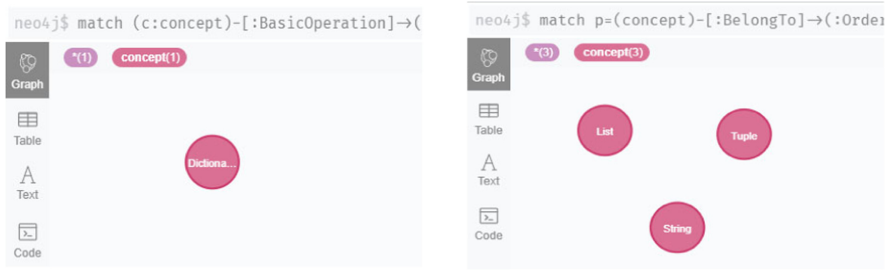 neo4j$ match (c:concept)-[:BasicOperation]→(
*(1) concept(1)
Graph
Table
Text
Code
Dictiona...
neo4j$ match p=(concept)-[:BelongTo]→(:Order
*(3) concept(3)
Graph
Table
Text
Code
List
Tuple
String